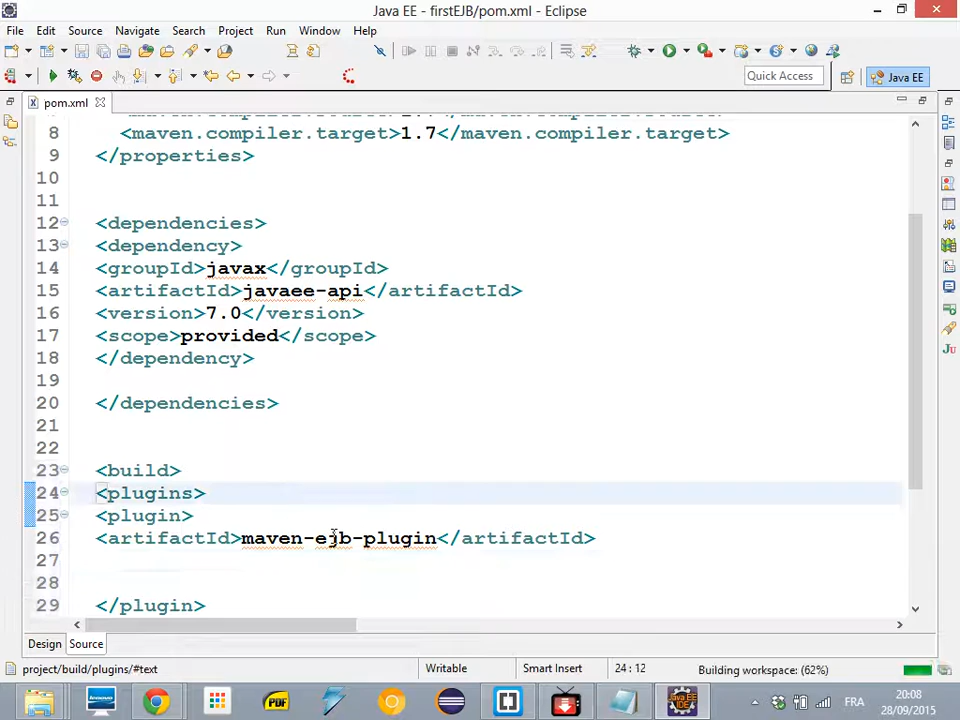 Java EE - firstEJB/pom.xml - Eclipse
File Edit Source Navigate Search Project Run Window Help
Quick Access
Java EE
pom.xml
8 <maven.compiler.target>1.7</maven.compiler.target>
9 </properties>
10
11
12 <dependencies>
13 <dependency>
14 <groupId>javax</groupId>
15 <artifactId>javaee-api</artifactId>
16 <version>7.0</version>
17 <scope>provided</scope>
18 </dependency>
19
20 </dependencies>
21
22
23 <build>
24 <plugins>
25 <plugin>
26 <artifactId>maven-ejb-plugin</artifactId>
27
28
29 </plugin>
Design Source
project/build/plugins/#text
Writable
Smart Insert
24 : 12
Building workspace: (62%)
PDF
Java EE
IDE
FR
20:08
28/09/2015